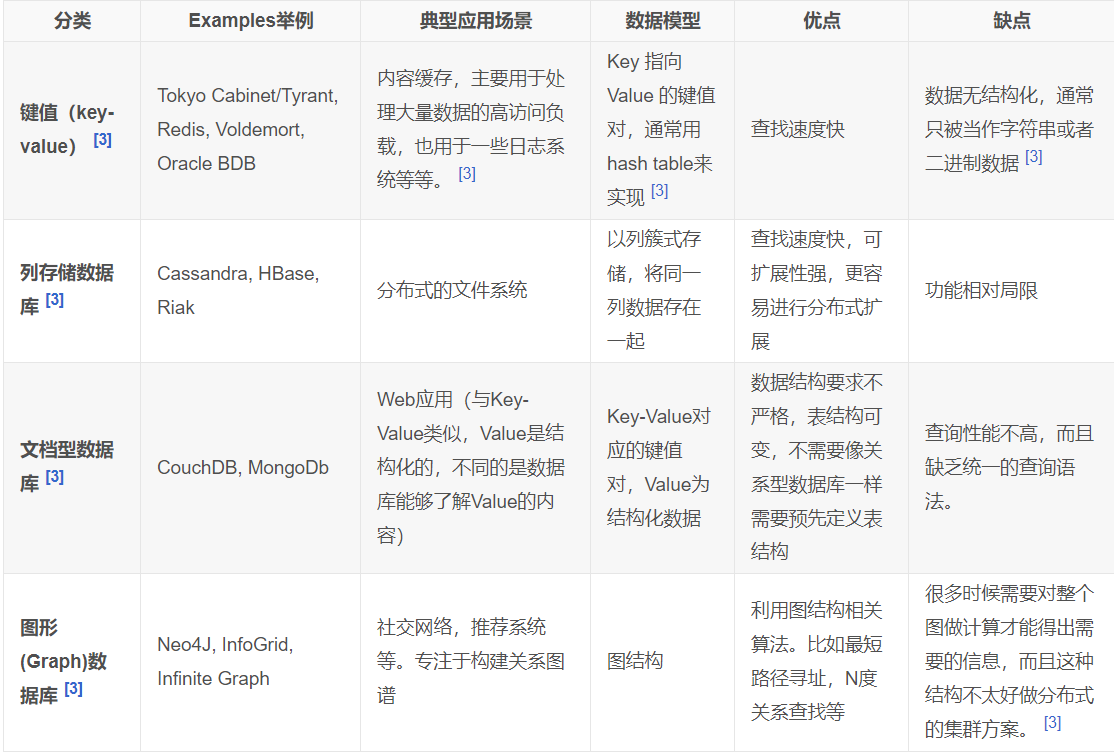 分类
Examples举例
典型应用场景
数据模型
优点
缺点
键值（key-
value） [3]
Tokyo Cabinet/Tyrant,
Redis, Voldemort,
Oracle BDB
内容缓存，主要用于处
理大量数据的高访问负
载，也用于一些日志系
统等等。 [3]
Key 指向
Value 的键值
对，通常用
hash table来
实现 [3]
查找速度快
数据无结构化，通常
只被当作字符串或者
二进制数据 [3]
列存储数据
库 [3]
Cassandra, HBase,
Riak
分布式的文件系统
以列簇式存
储，将同一
列数据存在
一起
查找速度快，可
扩展性强，更容
易进行分布式扩
展
功能相对局限
文档型数据
库 [3]
CouchDB, MongoDb
Web应用（与Key-
Value类似，Value是结
构化的，不同的是数据
库能够了解Value的内
容）
Key-Value对
应的键值
对，Value为
结构化数据
数据结构要求不
严格，表结构可
变，不需要像关
系型数据库一样
需要预先定义表
结构
查询性能不高，而且
缺乏统一的查询语
法。
图形
(Graph)数
据库 [3]
Neo4J, InfoGrid,
Infinite Graph
社交网络，推荐系统
等。专注于构建关系图
谱
图结构
利用图结构相关
算法。比如最短
路径寻址，N度
关系查找等
很多时候需要对整个
图做计算才能得出需
要的信息，而且这种
结构不太好做分布式
的集群方案。 [3]